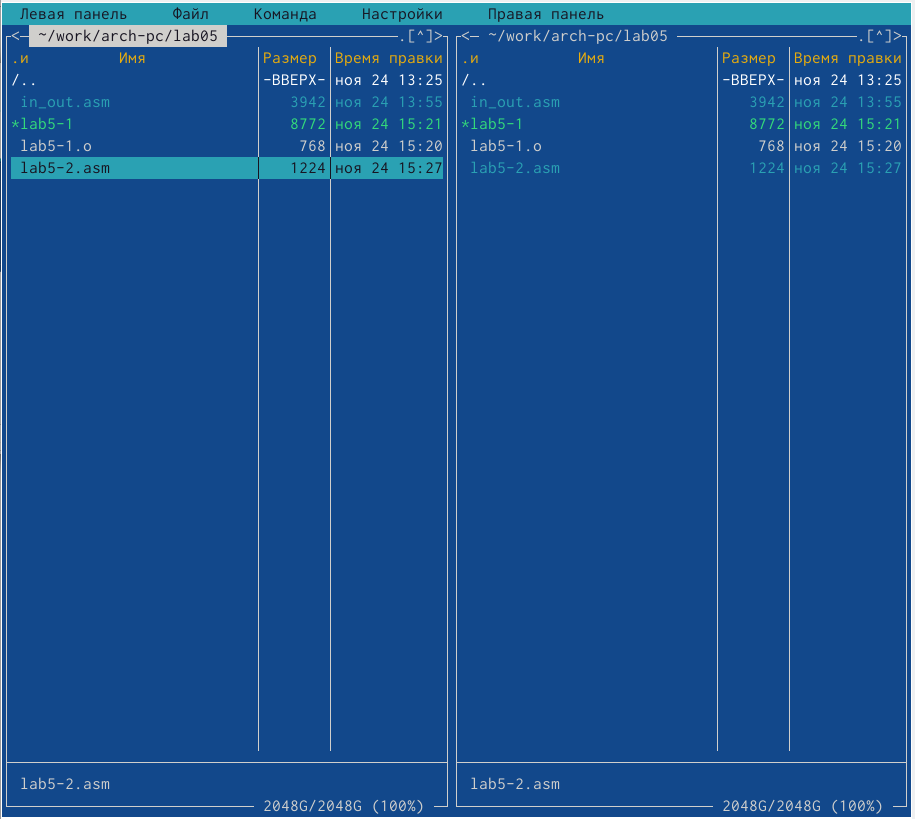 Левая панель Файл Команда Настройки Правая панель
<- ~/work/arch-pc/lab05 .[^]> <- ~/work/arch-pc/lab05 .[^]>
.и Имя Размер Время правки .и Имя Размер Время правки
/.. -ВВЕРХ- ноя 24 13:25 /.. -ВВЕРХ- ноя 24 13:25
in_out.asm 3942 ноя 24 13:55 in_out.asm 3942 ноя 24 13:55
*lab5-1 8772 ноя 24 15:21 *lab5-1 8772 ноя 24 15:21
lab5-1.o 768 ноя 24 15:20 lab5-1.o 768 ноя 24 15:20
lab5-2.asm 1224 ноя 24 15:27 lab5-2.asm 1224 ноя 24 15:27
lab5-2.asm lab5-2.asm
2048G/2048G (100%) 2048G/2048G (100%)